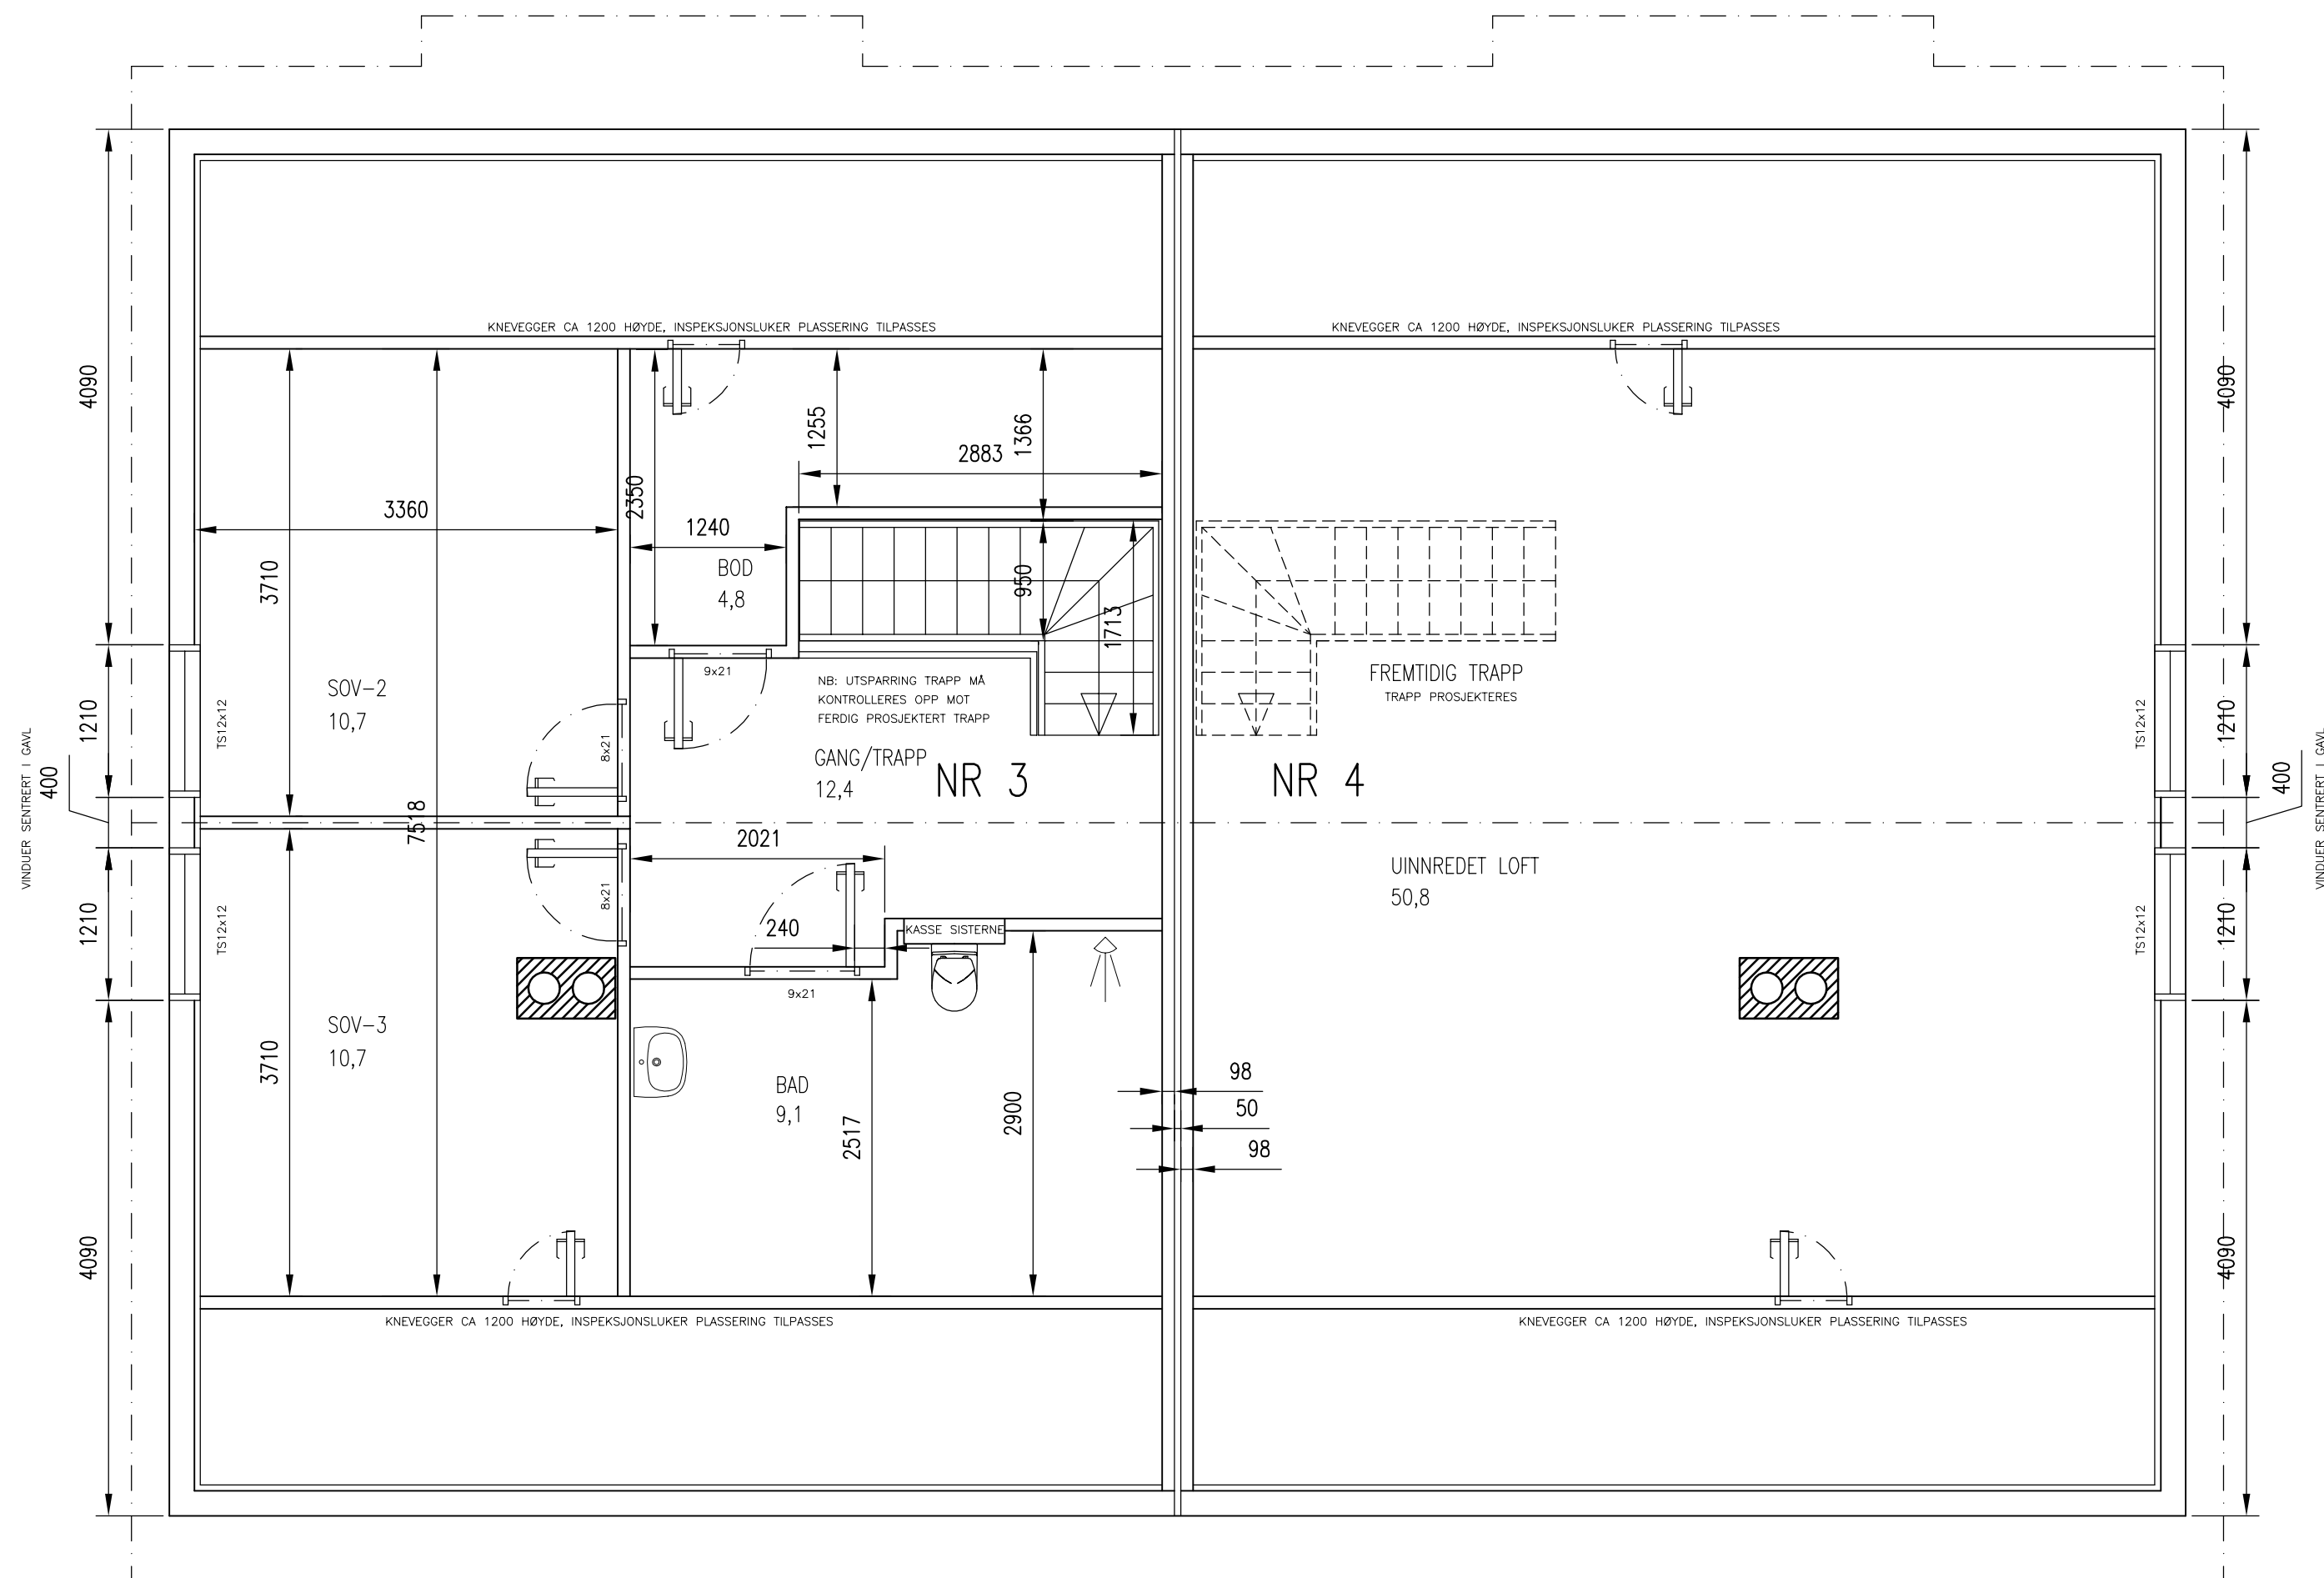 KNEVEGGER CA 1200 HØYDE, INSPEKSJONSLUKER PLASSERING TILPASSES
KNEVEGGER CA 1200 HØYDE, INSPEKSJONSLUKER PLASSERING TILPASSES
4090
4090
1255
1366
2883
2350
3360
1240
3710
BOD
4,8
950
1713
9x21
NB: UTSPARRING TRAPP MÅ
KONTROLLERES OPP MOT
FERDIG PROSJEKTERT TRAPP
FREMTIDIG TRAPP
TRAPP PROSJEKTERES
SOV-2
10,7
TS12x12
8x21
1210
GANG/TRAPP
12,4
NR 3
NR 4
TS12x12
1210
VINDUER SENTRERT I GAVL
400
400
VINDUER SENTRERT I GAVL
7518
2021
UINNREDET LOFT
50,8
1210
TS12x12
8x21
240
KASSE SISTERNE
TS12x12
1210
9x21
SOV-3
10,7
3710
BAD
9,1
2517
2900
98
50
98
4090
4090
KNEVEGGER CA 1200 HØYDE, INSPEKSJONSLUKER PLASSERING TILPASSES
KNEVEGGER CA 1200 HØYDE, INSPEKSJONSLUKER PLASSERING TILPASSES